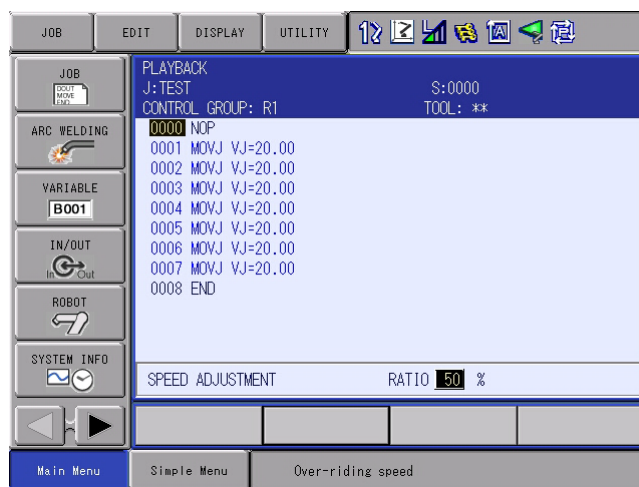 JOB EDIT DISPLAY UTILITY
JOB
DOUT
MOVE
END
ARC WELDING
VARIABLE
B001
IN/OUT
In Out
ROBOT
SYSTEM INFO
PLAYBACK
J:TEST S:0000
CONTROL GROUP: R1 TOOL: **
0000 NOP
0001 MOVJ VJ=20.00
0002 MOVJ VJ=20.00
0003 MOVJ VJ=20.00
0004 MOVJ VJ=20.00
0005 MOVJ VJ=20.00
0006 MOVJ VJ=20.00
0007 MOVJ VJ=20.00
0008 END
SPEED ADJUSTMENT RATIO 50 %
Main Menu Simple Menu Over-riding speed